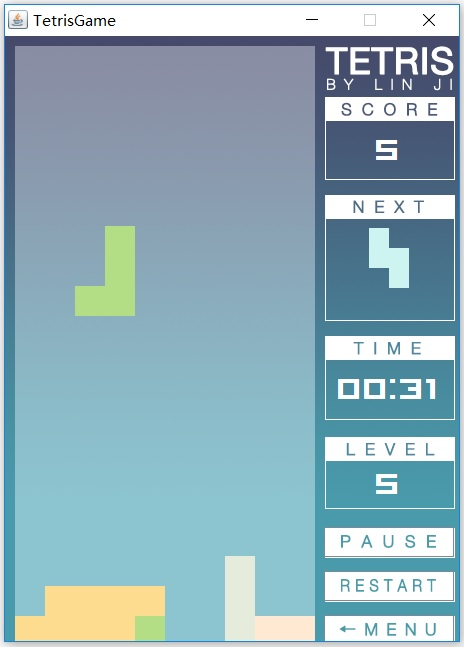 TetrisGame
TETRIS
BY LIN JI
SCORE
5
NEXT
TIME
00:31
LEVEL
5
PAUSE
RESTART
←MENU